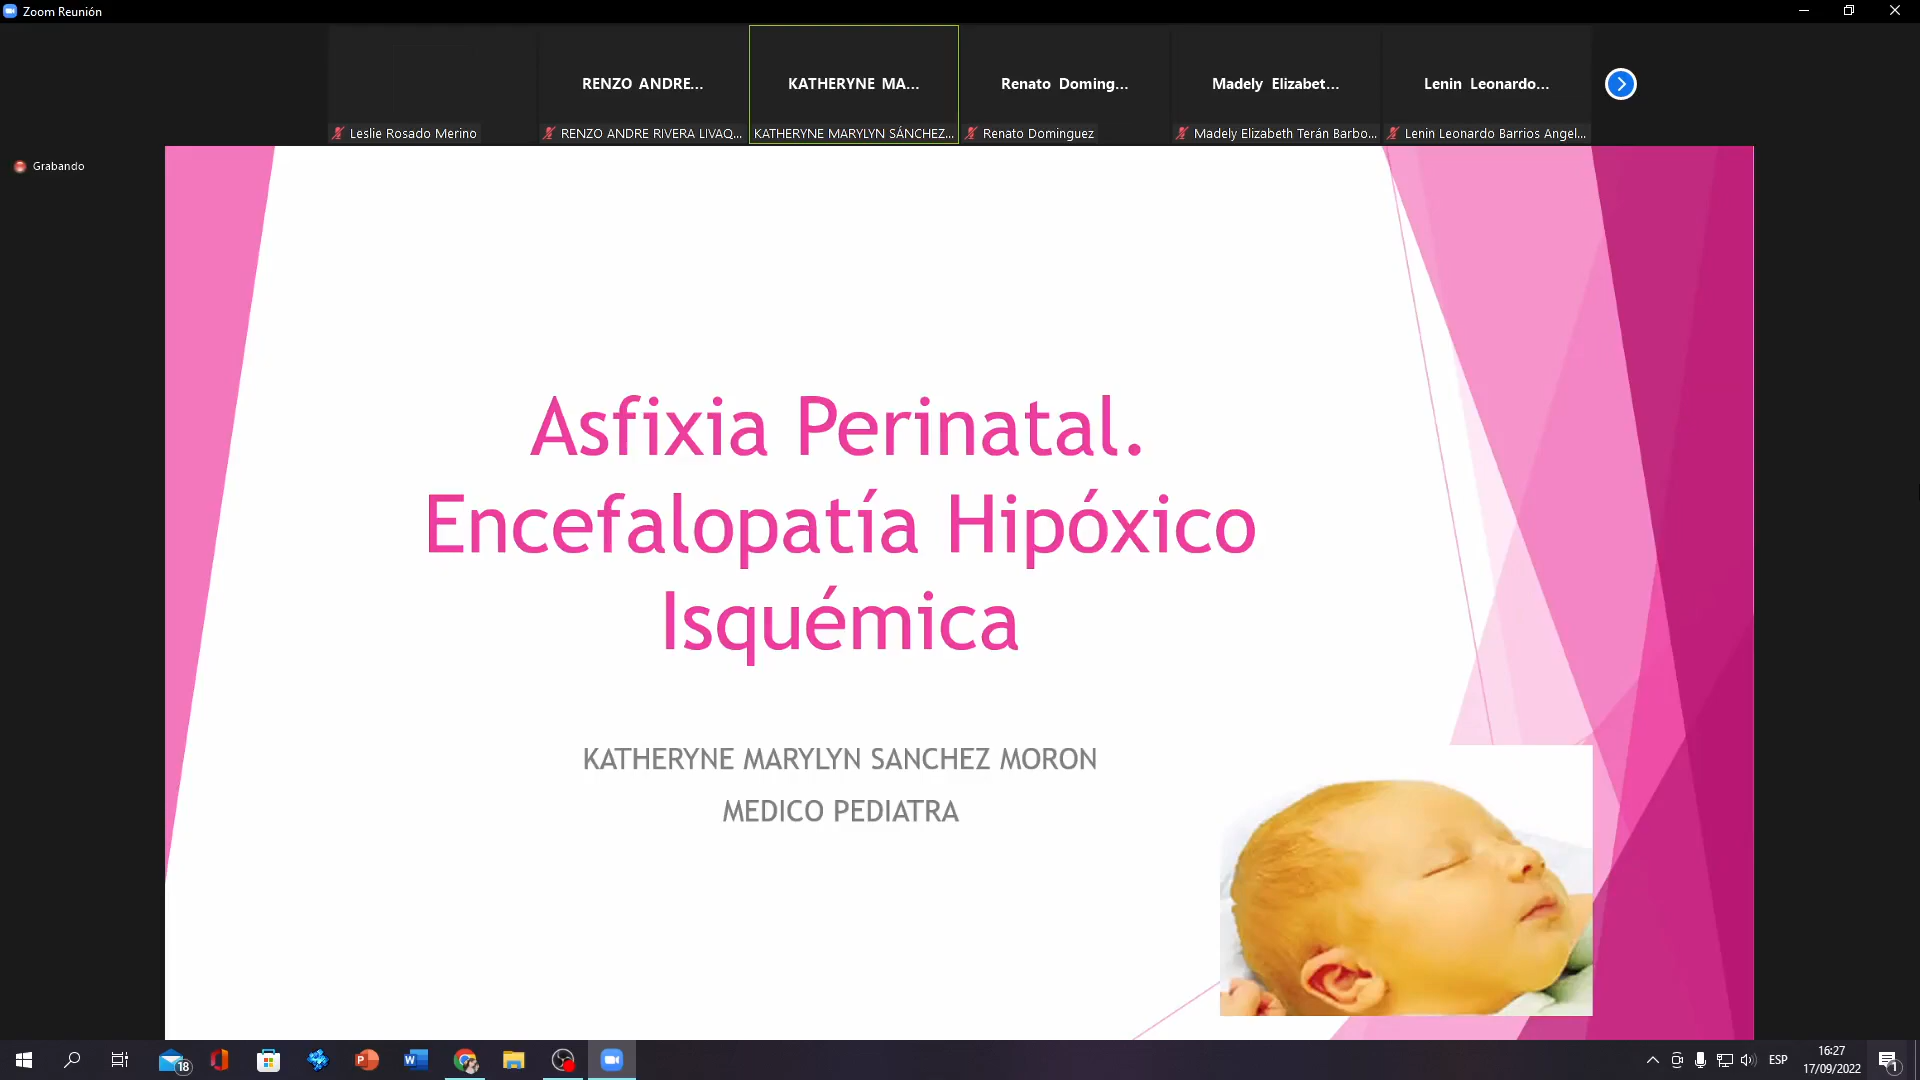 Zoom Reunión
RENZO ANDRE...
KATHERYNE MA...
Renato Doming...
Madely Elizabet...
Lenin Leonardo...
Leslie Rosado Merino
RENZO ANDRE RIVERA LIVAQ...
KATHERYNE MARYLYN SÁNCHEZ...
Renato Dominguez
Madely Elizabeth Terán Barbo...
Lenin Leonardo Barrios Angel...
Grabando
Asfixia Perinatal.
Encefalopatía Hipóxico
Isquémica
KATHERYNE MARYLYN SANCHEZ MORON
MEDICO PEDIATRA
18
ESP
16:27
17/09/2022
1